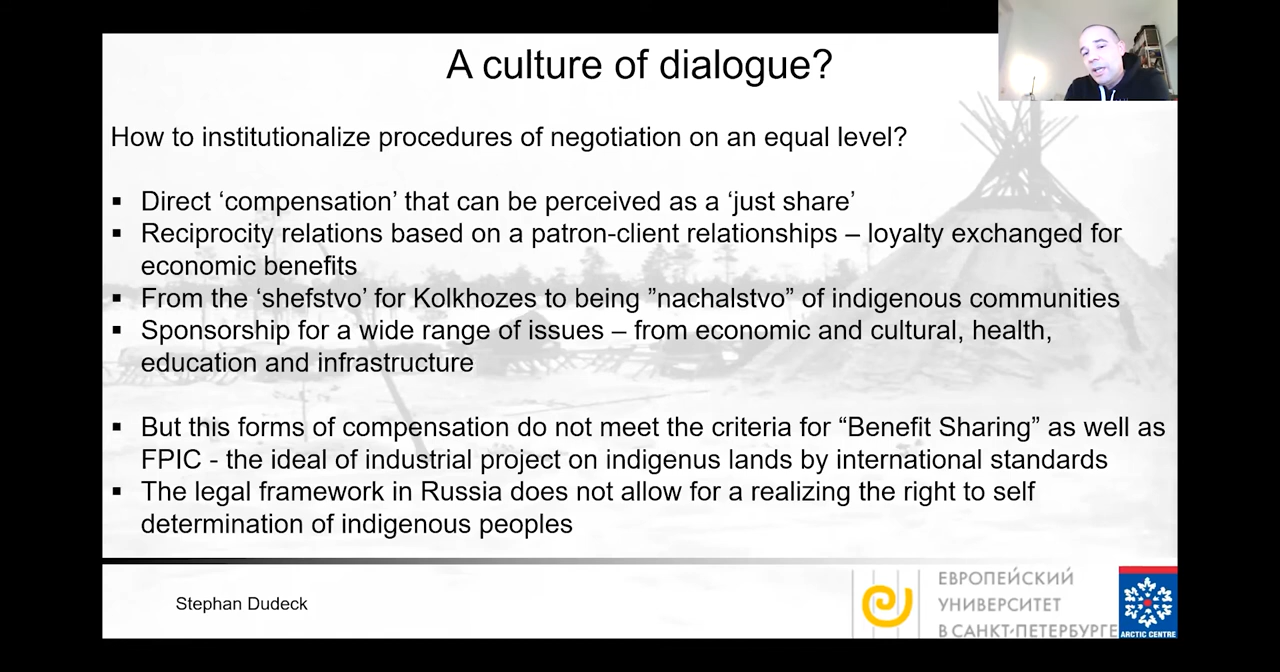 A culture of dialogue?
How to institutionalize procedures of negotiation on an equal level?
▪ Direct ‘compensation’ that can be perceived as a ‘just share’
▪ Reciprocity relations based on a patron-client relationships – loyalty exchanged for
economic benefits
▪ From the ‘shefstvo’ for Kolkhozes to being ”nachalstvo” of indigenous communities
▪ Sponsorship for a wide range of issues – from economic and cultural, health,
education and infrastructure
▪ But this forms of compensation do not meet the criteria for “Benefit Sharing” as well as
FPIC - the ideal of industrial project on indigenus lands by international standards
▪ The legal framework in Russia does not allow for a realizing the right to self
determination of indigenous peoples
Stephan Dudeck
ЕВРОПЕЙСКИЙ
УНИВЕРСИТЕТ
В САНКТ-ПЕТЕРБУРГЕ
ARCTIC CENTRE